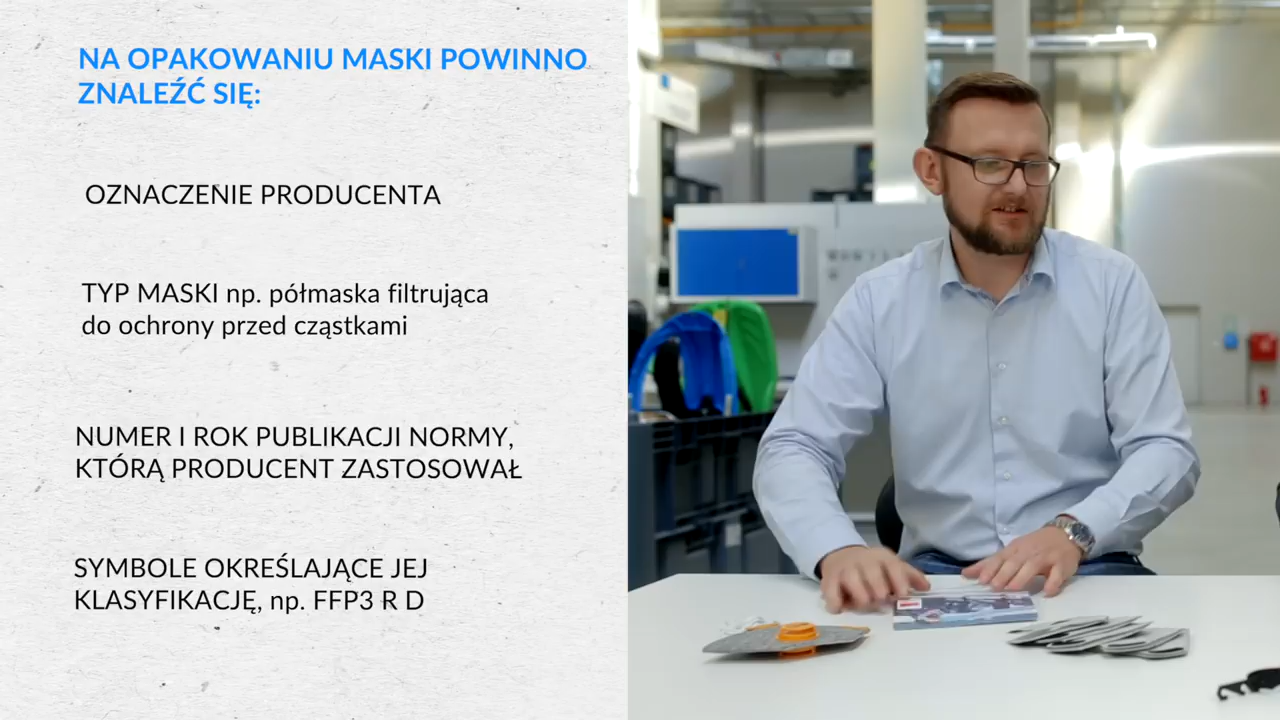 NA OPAKOWANIU MASKI POWINNO
ZNALEŹĆ SIĘ:
OZNACZENIE PRODUCENTA
TYP MASKI np. półmaska filtrująca
do ochrony przed cząstkami
NUMER I ROK PUBLIKACJI NORMY,
KTÓRĄ PRODUCENT ZASTOSOWAŁ
SYMBOLE OKREŚLAJĄCE JEJ
KLASYFIKACJĘ, np. FFP3 R D